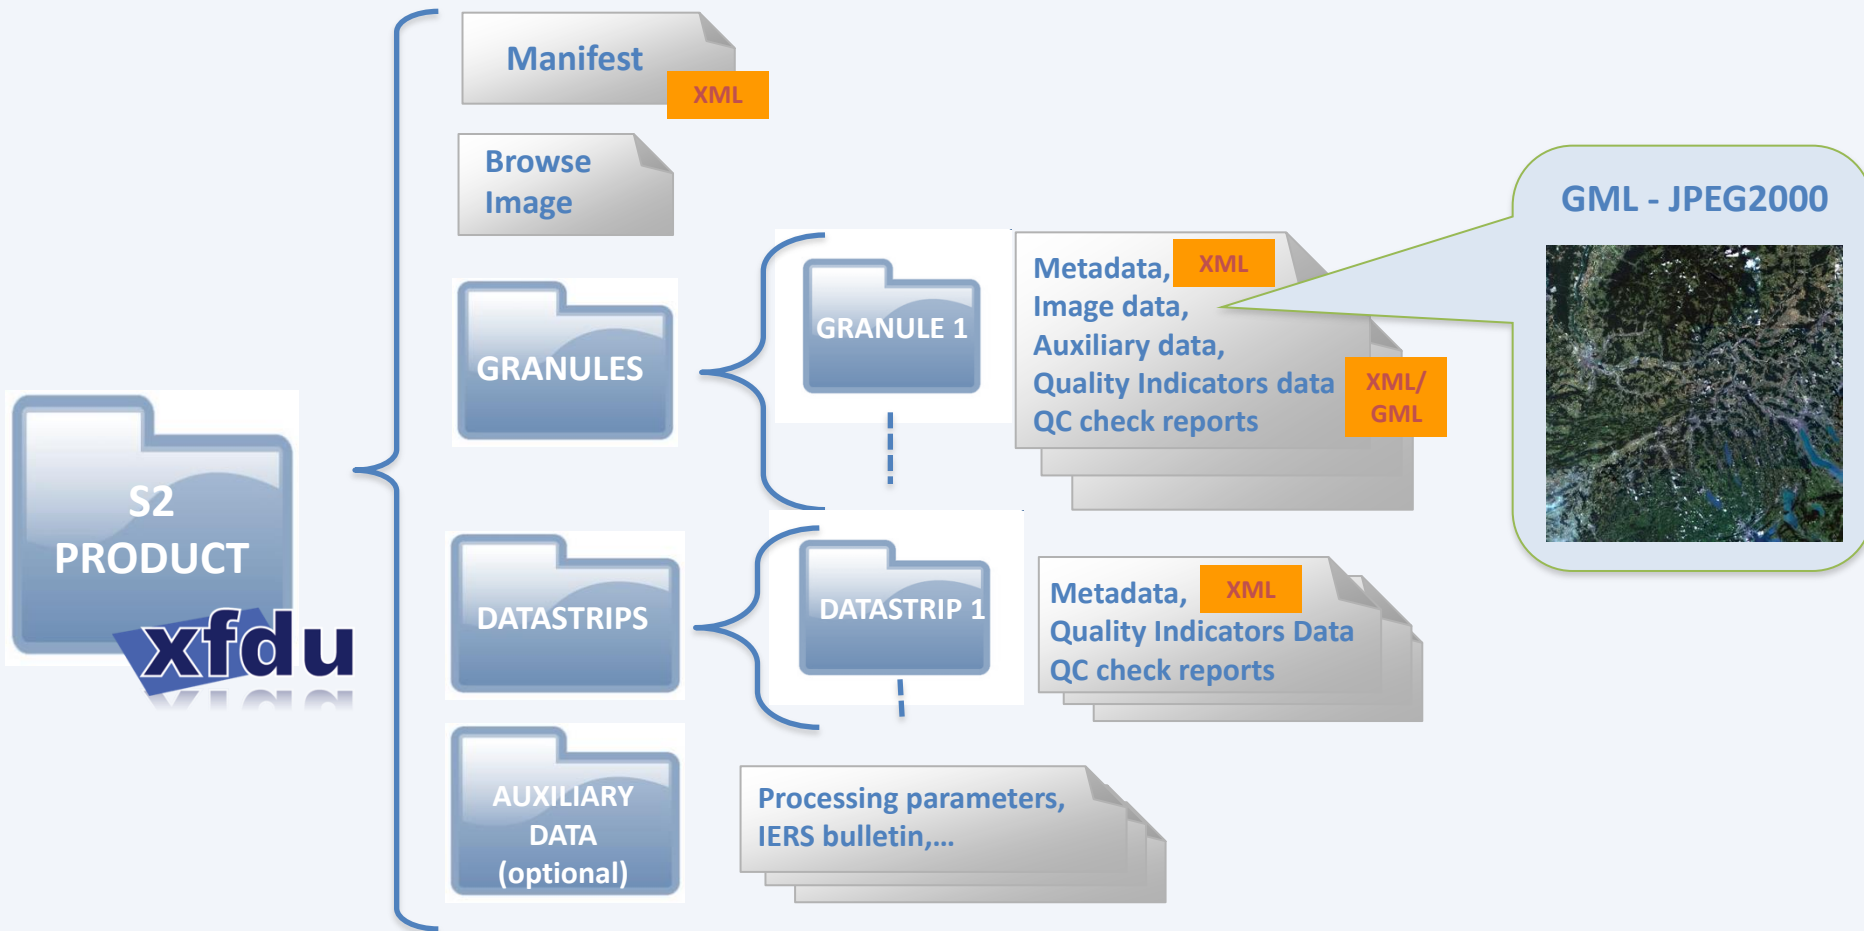 Manifest
XML
Browse
Image
GML - JPEG2000
GRANULES
GRANULE 1
Metadata, XML
Image data,
Auxiliary data,
Quality Indicators data
QC check reports
XML/
GML
S2
PRODUCT
xfdu
DATASTRIPS
DATASTRIP 1
Metadata, XML
Quality Indicators Data
QC check reports
AUXILIARY
DATA
(optional)
Processing parameters,
IERS bulletin,...